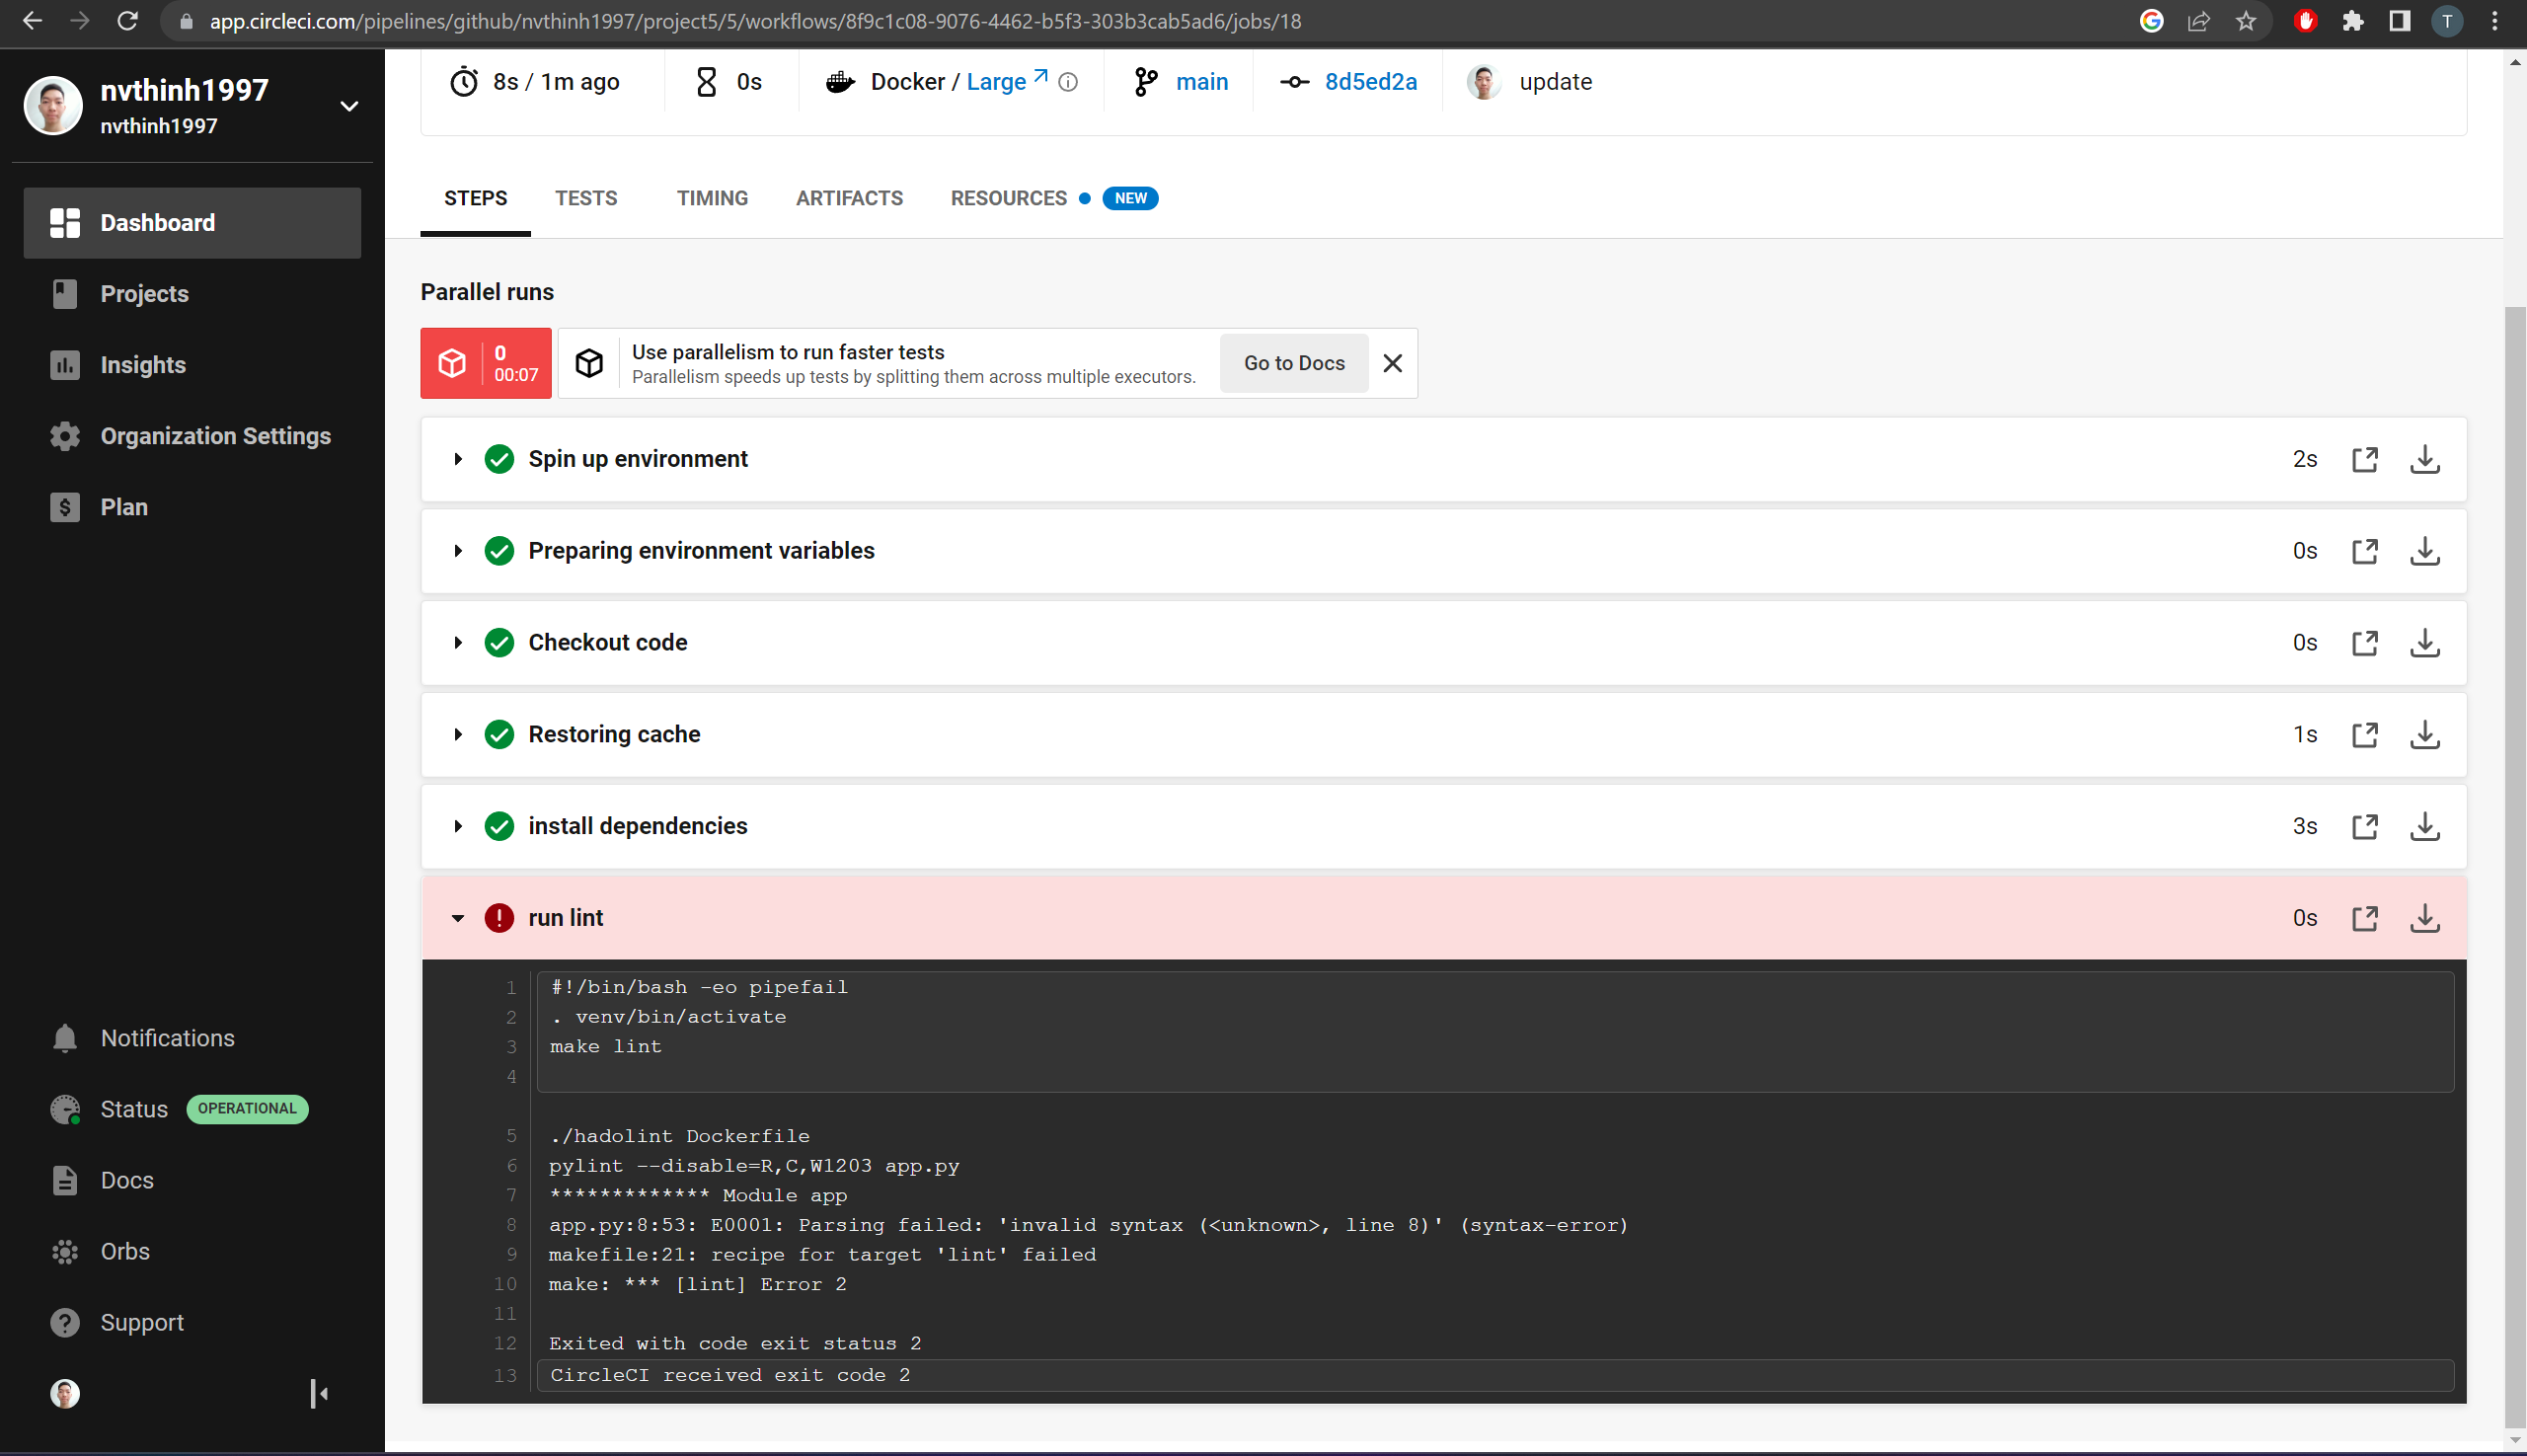 app.circleci.com/pipelines/github/nvthinh1997/project5/5/workflows/8f9c1c08-9076-4462-b5f3-303b3cab5ad6/jobs/18
T
nvthinh1997
nvthinh1997
Dashboard
Projects
Insights
Organization Settings
Plan
Notifications
Status OPERATIONAL
Docs
Orbs
Support
8s / 1m ago
0s
Docker / Large
main
8d5ed2a
update
STEPS TESTS TIMING ARTIFACTS RESOURCES NEW
Parallel runs
0
00:07
Use parallelism to run faster tests
Parallelism speeds up tests by splitting them across multiple executors.
Go to Docs
Spin up environment 2s
Preparing environment variables 0s
Checkout code 0s
Restoring cache 1s
install dependencies 3s
run lint 0s
1 #!/bin/bash -eo pipefail
2 . venv/bin/activate
3 make lint
4
5 ./hadolint Dockerfile
6 pylint --disable=R,C,W1203 app.py
7 ************* Module app
8 app.py:8:53: E0001: Parsing failed: 'invalid syntax (<unknown>, line 8)' (syntax-error)
9 makefile:21: recipe for target 'lint' failed
10 make: *** [lint] Error 2
11
12 Exited with code exit status 2
13 CircleCI received exit code 2